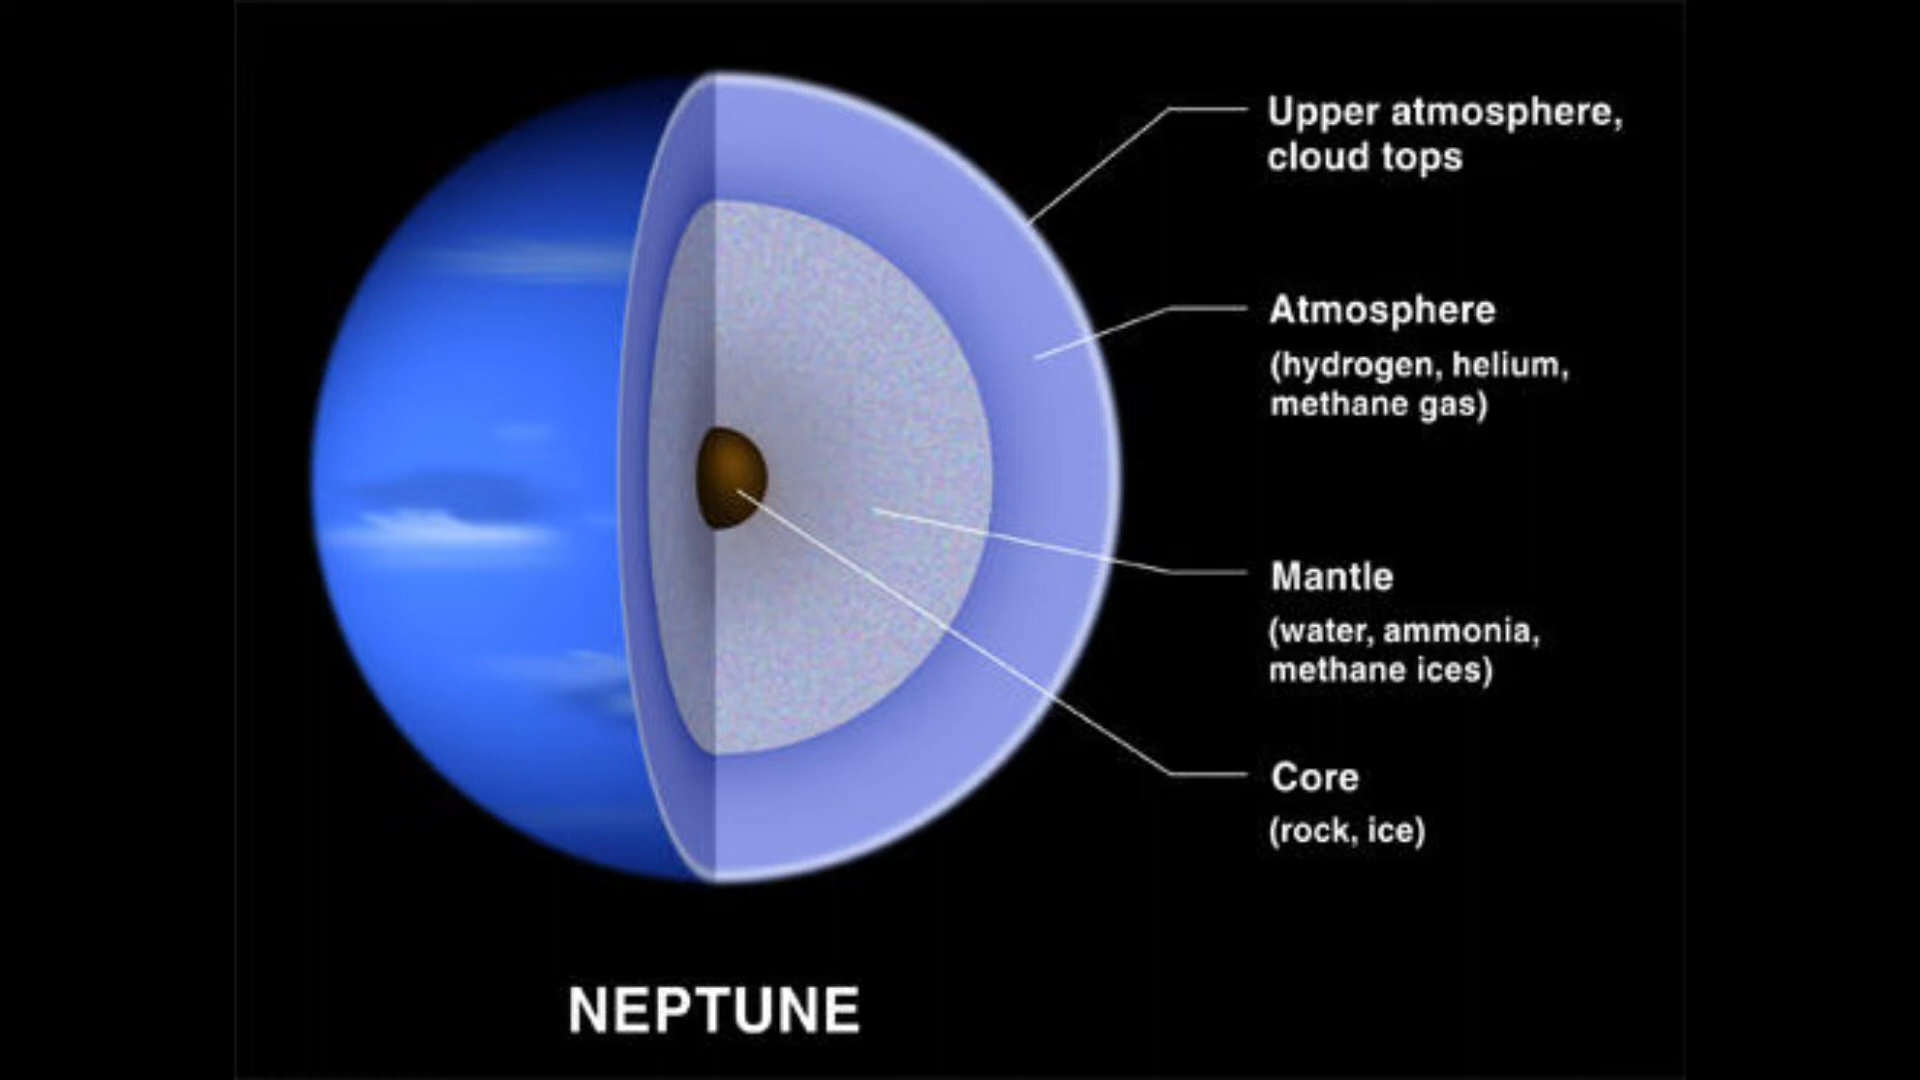 Upper atmosphere,
cloud tops
Atmosphere
(hydrogen, helium,
methane gas)
Mantle
(water, ammonia,
methane ices)
Core
(rock, ice)
NEPTUNE